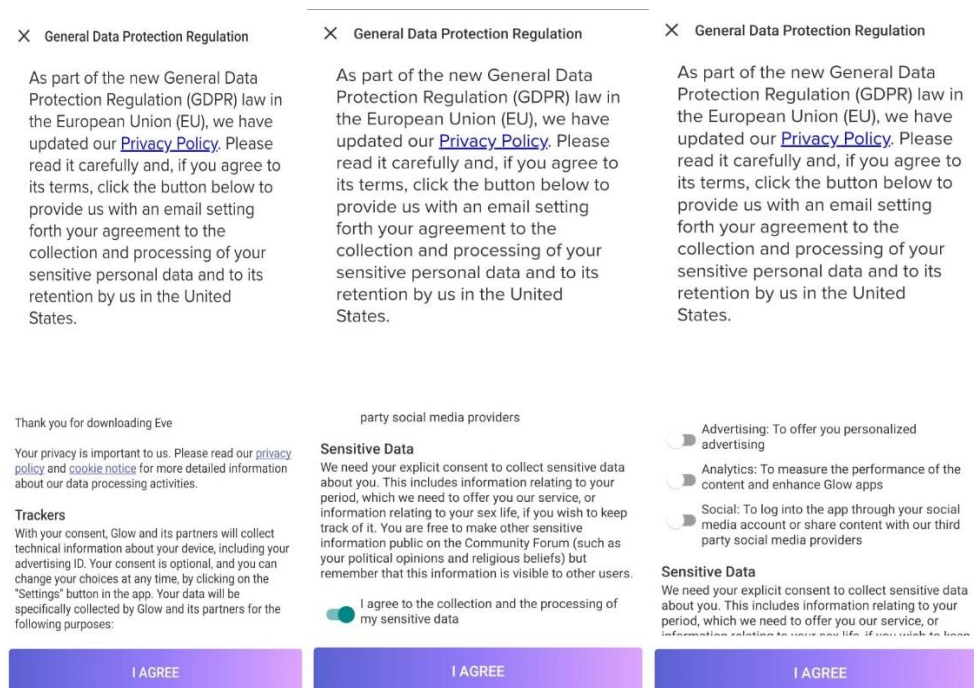 General Data Protection Regulation
As part of the new General Data
Protection Regulation (GDPR) law in
the European Union (EU), we have
updated our Privacy Policy. Please
read it carefully and, if you agree to
its terms, click the button below to
provide us with an email setting
forth your agreement to the
collection and processing of your
sensitive personal data and to its
retention by us in the United
States.
Thank you for downloading Eve
Your privacy is important to us. Please read our privacy
policy and cookie notice for more detailed information
about our data processing activities.
Trackers
With your consent, Glow and its partners will collect
technical information about your device, including your
advertising ID. Your consent is optional, and you can
change your choices at any time, by clicking on the
"Settings" button in the app. Your data will be
specifically collected by Glow and its partners for the
following purposes:
I AGREE
General Data Protection Regulation
As part of the new General Data
Protection Regulation (GDPR) law in
the European Union (EU), we have
updated our Privacy Policy. Please
read it carefully and, if you agree to
its terms, click the button below to
provide us with an email setting
forth your agreement to the
collection and processing of your
sensitive personal data and to its
retention by us in the United
States.
party social media providers
Sensitive Data
We need your explicit consent to collect sensitive data
about you. This includes information relating to your
period, which we need to offer you our service, or
information relating to your sex life, if you wish to keep
track of it. You are free to make other sensitive
information public on the Community Forum (such as
your political opinions and religious beliefs) but
remember that this information is visible to other users.
I agree to the collection and the processing of
my sensitive data
I AGREE
General Data Protection Regulation
As part of the new General Data
Protection Regulation (GDPR) law in
the European Union (EU), we have
updated our Privacy Policy. Please
read it carefully and, if you agree to
its terms, click the button below to
provide us with an email setting
forth your agreement to the
collection and processing of your
sensitive personal data and to its
retention by us in the United
States.
Advertising: To offer you personalized
advertising
Analytics: To measure the performance of the
content and enhance Glow apps
Social: To log into the app through your social
media account or share content with our third
party social media providers
Sensitive Data
We need your explicit consent to collect sensitive data
about you. This includes information relating to your
period, which we need to offer you our service, or
information relating to your sex life, if you wish to keep
I AGREE